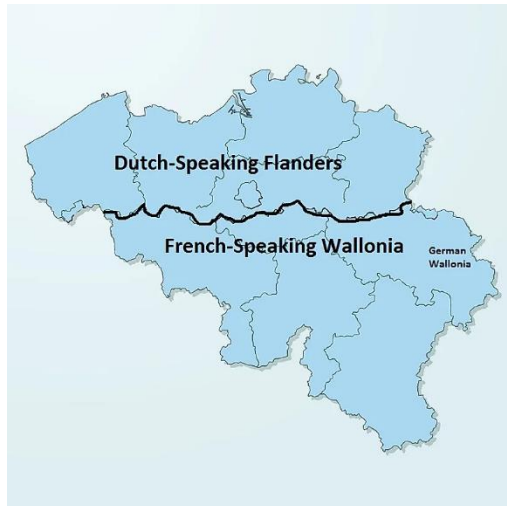 Dutch-Speaking Flanders
French-Speaking Wallonia
German
Wallonia